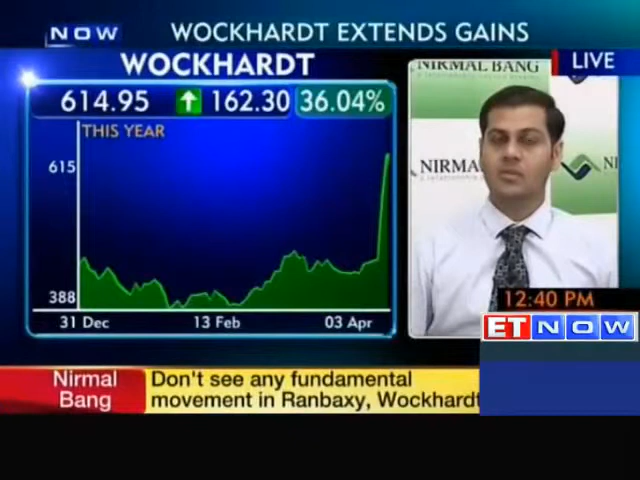 NOW
WOCKHARDT EXTENDS GAINS
WOCKHARDT
614.95 162.30 36.04%
THIS YEAR
615
388
31 Dec 13 Feb 03 Apr
LIVE
NIRMAL BANG
NIRMA
NI
12:40 PM
ET NOW
Nirmal Bang
Don't see any fundamental
movement in Ranbaxy, Wockhardt